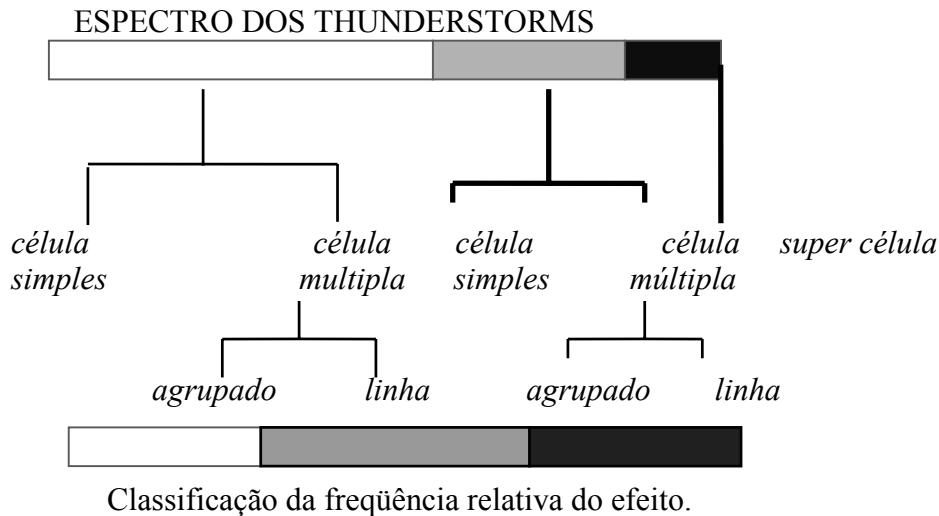 ESPECTRO DOS THUNDERSTORMS
célula célula célula célula super célula
simples multipla simples múltipla
agrupado linha agrupado linha
Classificação da freqüência relativa do efeito.